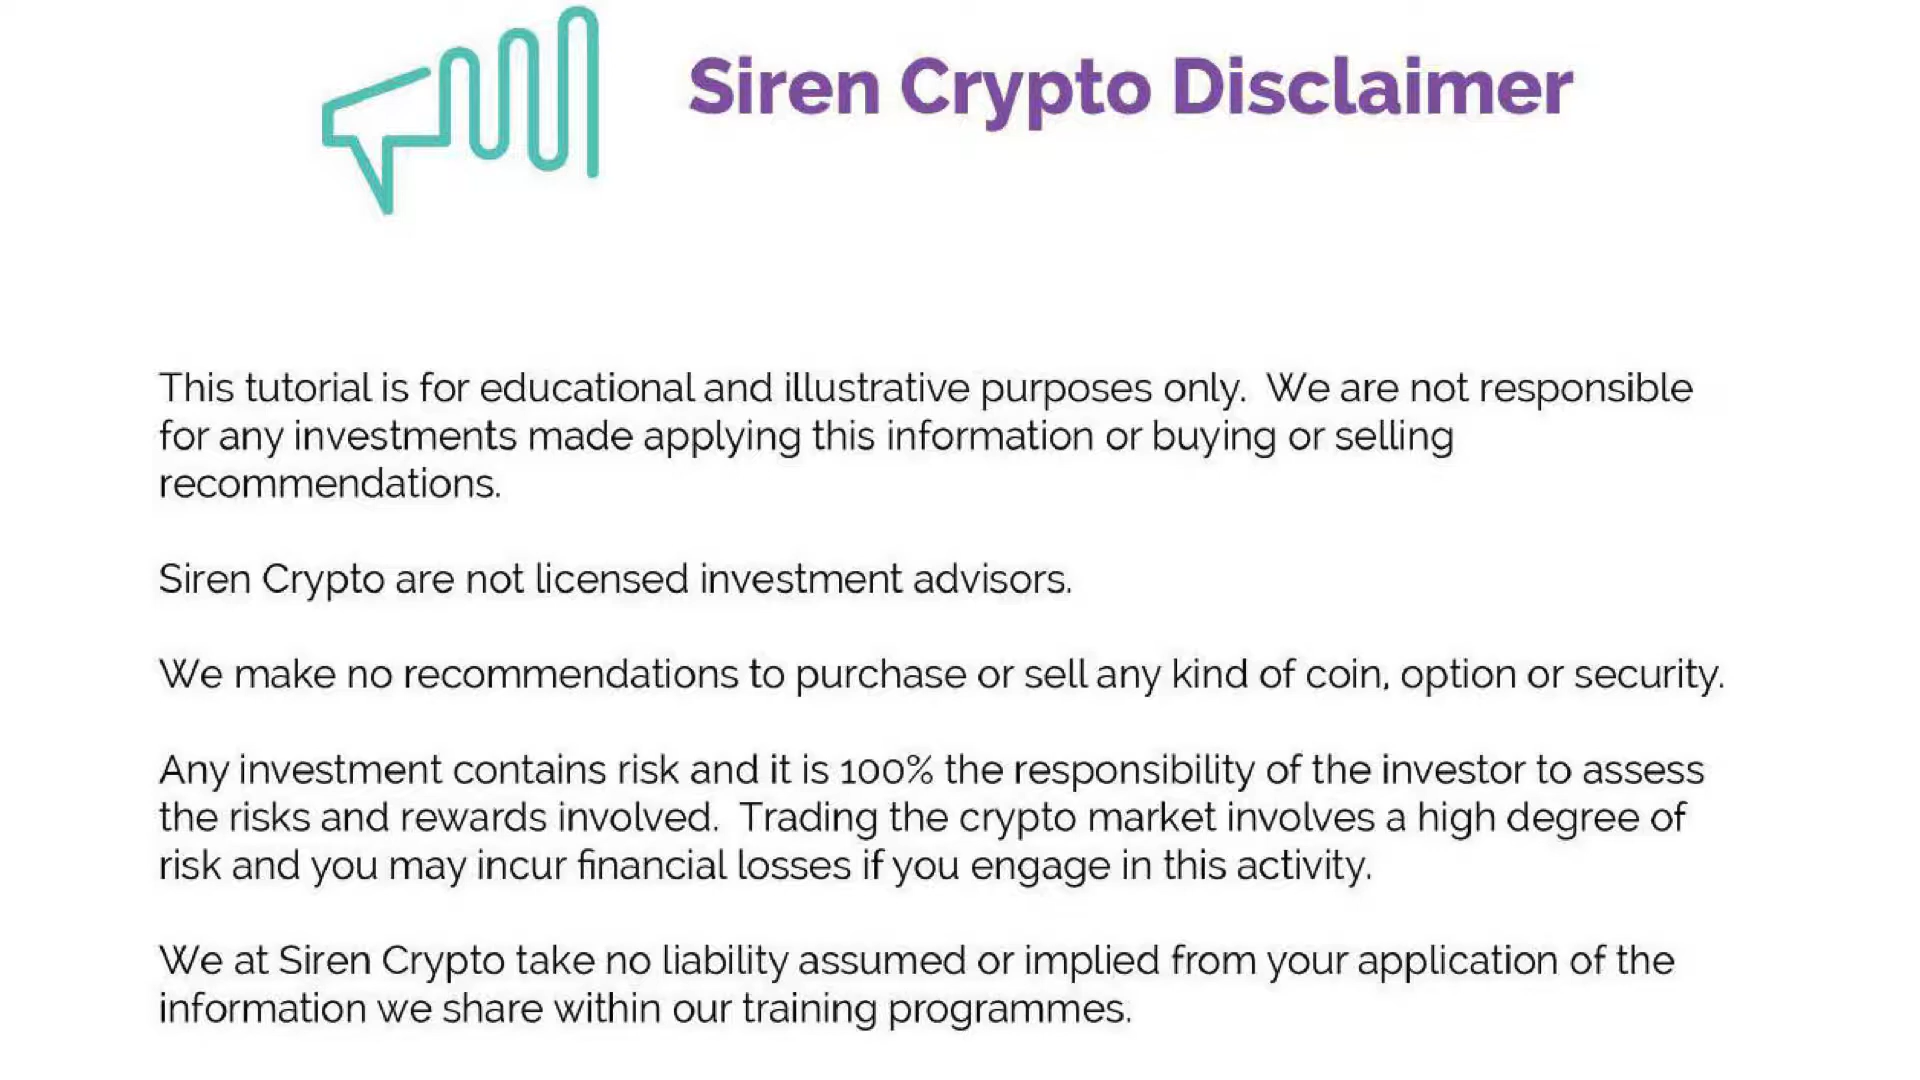 Siren Crypto Disclaimer
This tutorial is for educational and illustrative purposes only.  We are not responsible
for any investments made applying this information or buying or selling
recommendations.
Siren Crypto are not licensed investment advisors.
We make no recommendations to purchase or sell any kind of coin, option or security.
Any investment contains risk and it is 100% the responsibility of the investor to assess
the risks and rewards involved.  Trading the crypto market involves a high degree of
risk and you may incur financial losses if you engage in this activity.
We at Siren Crypto take no liability assumed or implied from your application of the
information we share within our training programmes.